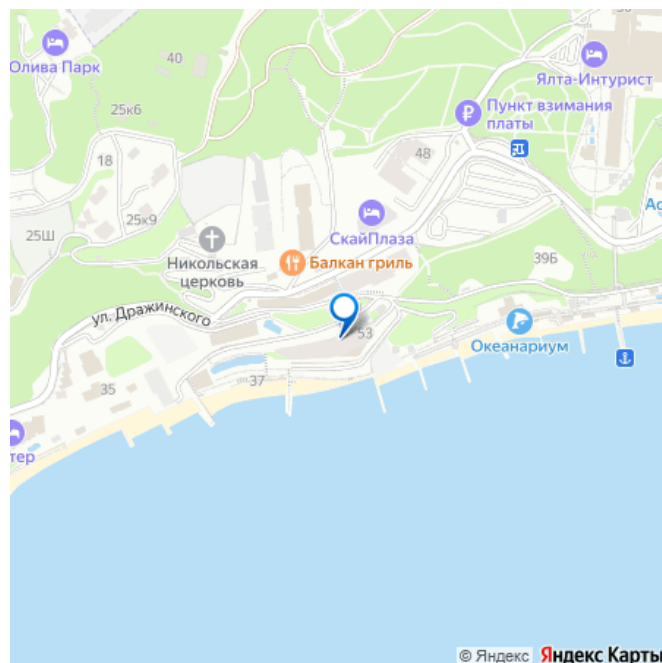 Олива Парк
40
Ялта-Интурист
25к6
Пункт взимания
платы
18
48
25к9
25Ш
СкайПлаза
Никольская
церковь
Балкан гриль
39Б
ул. Дражинского
53
Океанариум
37
35
тер
© Яндекс Яндекс Карты